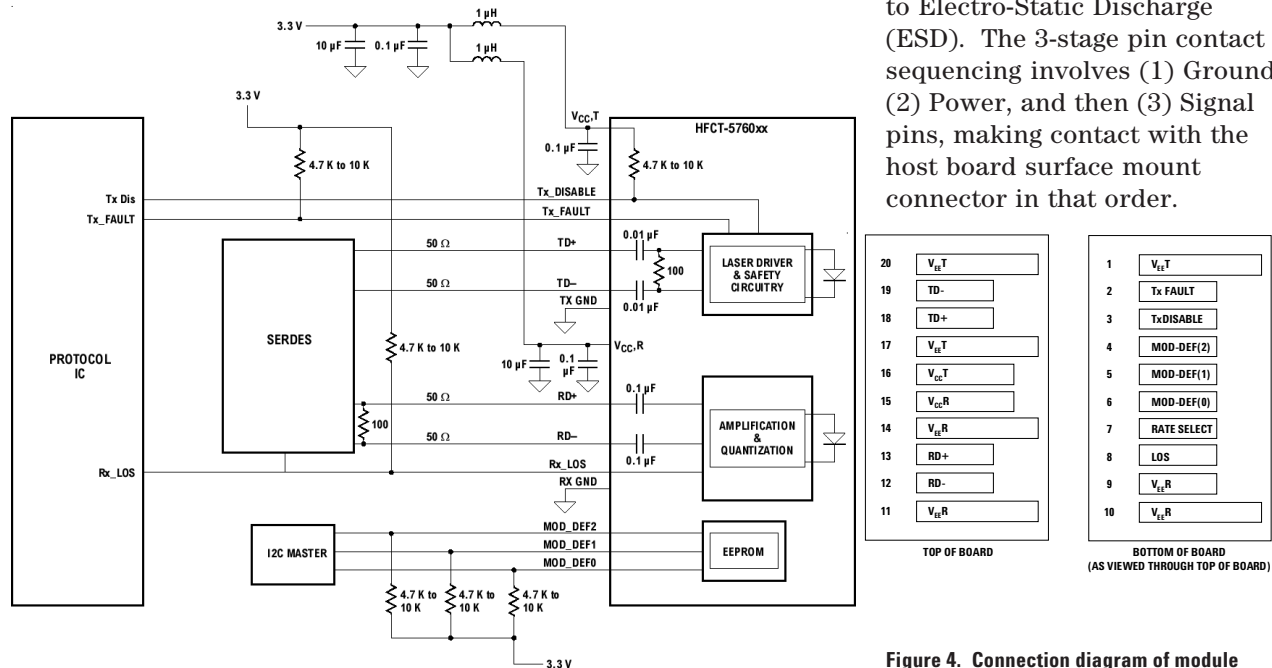 to Electro-Static Discharge
(ESD). The 3-stage pin contact
sequencing involves (1) Ground
(2) Power, and then (3) Signal
pins, making contact with the
host board surface mount
connector in that order.
1 µH
3.3 V
10 µF
0.1 µF
1 µH
3.3 V
VCC,T
HFCT-5760xx
0.1 µF
4.7 K to 10 K
4.7 K to 10 K
Tx Dis
Tx_DISABLE
Tx_FAULT
Tx_FAULT
0.01 µF
50 Ω
TD+
LASER DRIVER
& SAFETY
CIRCUITRY
100
50 Ω
TD–
TX GND
0.01 µF
SERDES
PROTOCOL
IC
4.7 K to 10 K
VCC,R
10 µF
0.1
µF
0.1 µF
50 Ω
RD+
100
AMPLIFICATION
&
QUANTIZATION
50 Ω
RD–
0.1 µF
Rx_LOS
Rx_LOS
RX GND
MOD_DEF2
I2C MASTER
MOD_DEF1
EEPROM
MOD_DEF0
4.7 K to
10 K
4.7 K to
10 K
4.7 K to
10 K
3.3 V
20 VEET
19 TD-
18 TD+
17 VEET
16 VCCT
15 VCCR
14 VEER
13 RD+
12 RD-
11 VEER
TOP OF BOARD
1 VEET
2 Tx FAULT
3 TxDISABLE
4 MOD-DEF(2)
5 MOD-DEF(1)
6 MOD-DEF(0)
7 RATE SELECT
8 LOS
9 VEER
10 VEER
BOTTOM OF BOARD
(AS VIEWED THROUGH TOP OF BOARD)
Figure 4. Connection diagram of module